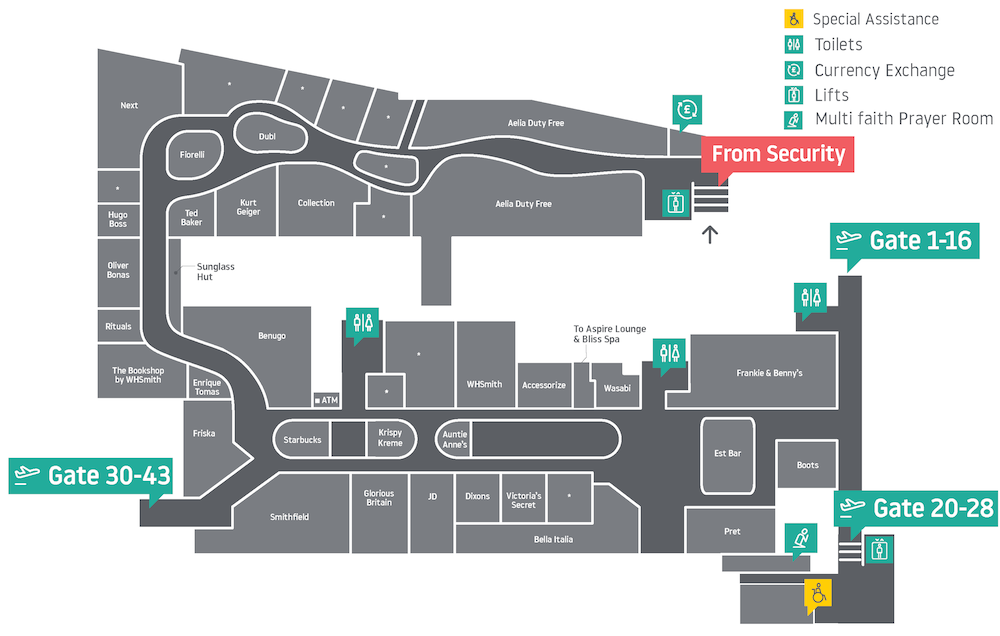 Special Assistance
Toilets
Currency Exchange
Lifts
Multi faith Prayer Room
Next
*
*
*
*
Aelia Duty Free
£
From Security
Dubl
Fiorelli
*
*
Hugo
Boss
Ted
Baker
Kurt
Geiger
Collection
*
Aelia Duty Free
Gate 1-16
Oliver
Bonas
Sunglass
Hut
Rituals
Benugo
To Aspire Lounge
& Bliss Spa
*
The Bookshop
by WHSmith
Enrique
Tomas
ATM
*
WHSmith
Accessorize
Wasabi
Frankie & Benny's
Friska
Starbucks
Krispy
Kreme
Auntie
Anne's
Est Bar
Boots
Gate 30-43
Smithfield
Glorious
Britain
JD
Dixons
Victoria's
Secret
*
Bella Italia
Pret
Gate 20-28